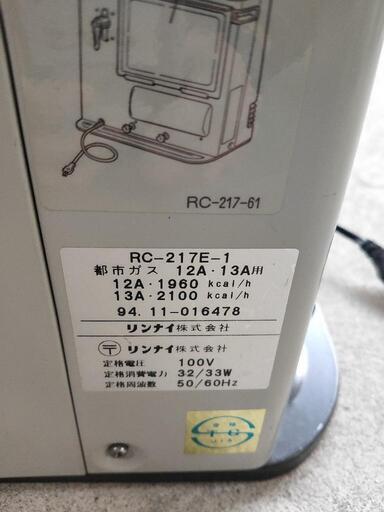 RC-217-61
RC-217E-1
都市ガス 12A・13A用
12A・1960 kcal/h
13A・2100 kcal/h
94. 11-016478
リンナイ株式会社
〒 リンナイ株式会社
定格電圧 100V
定格消費電力 32/33W
定格周波数 50/60Hz